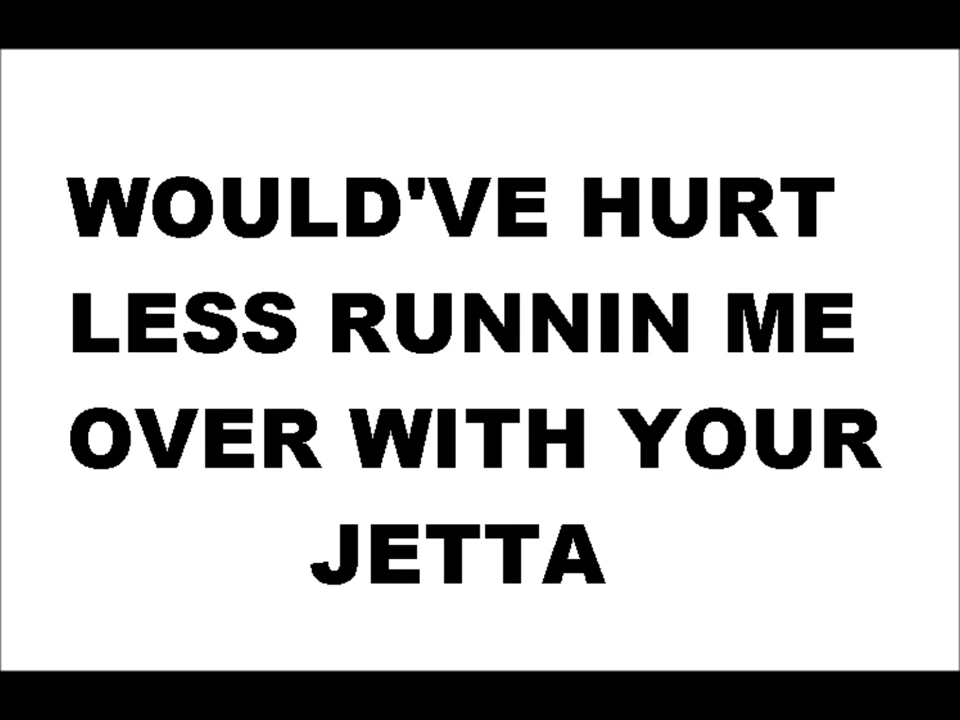 WOULD'VE HURT
LESS RUNNIN ME
OVER WITH YOUR
JETTA